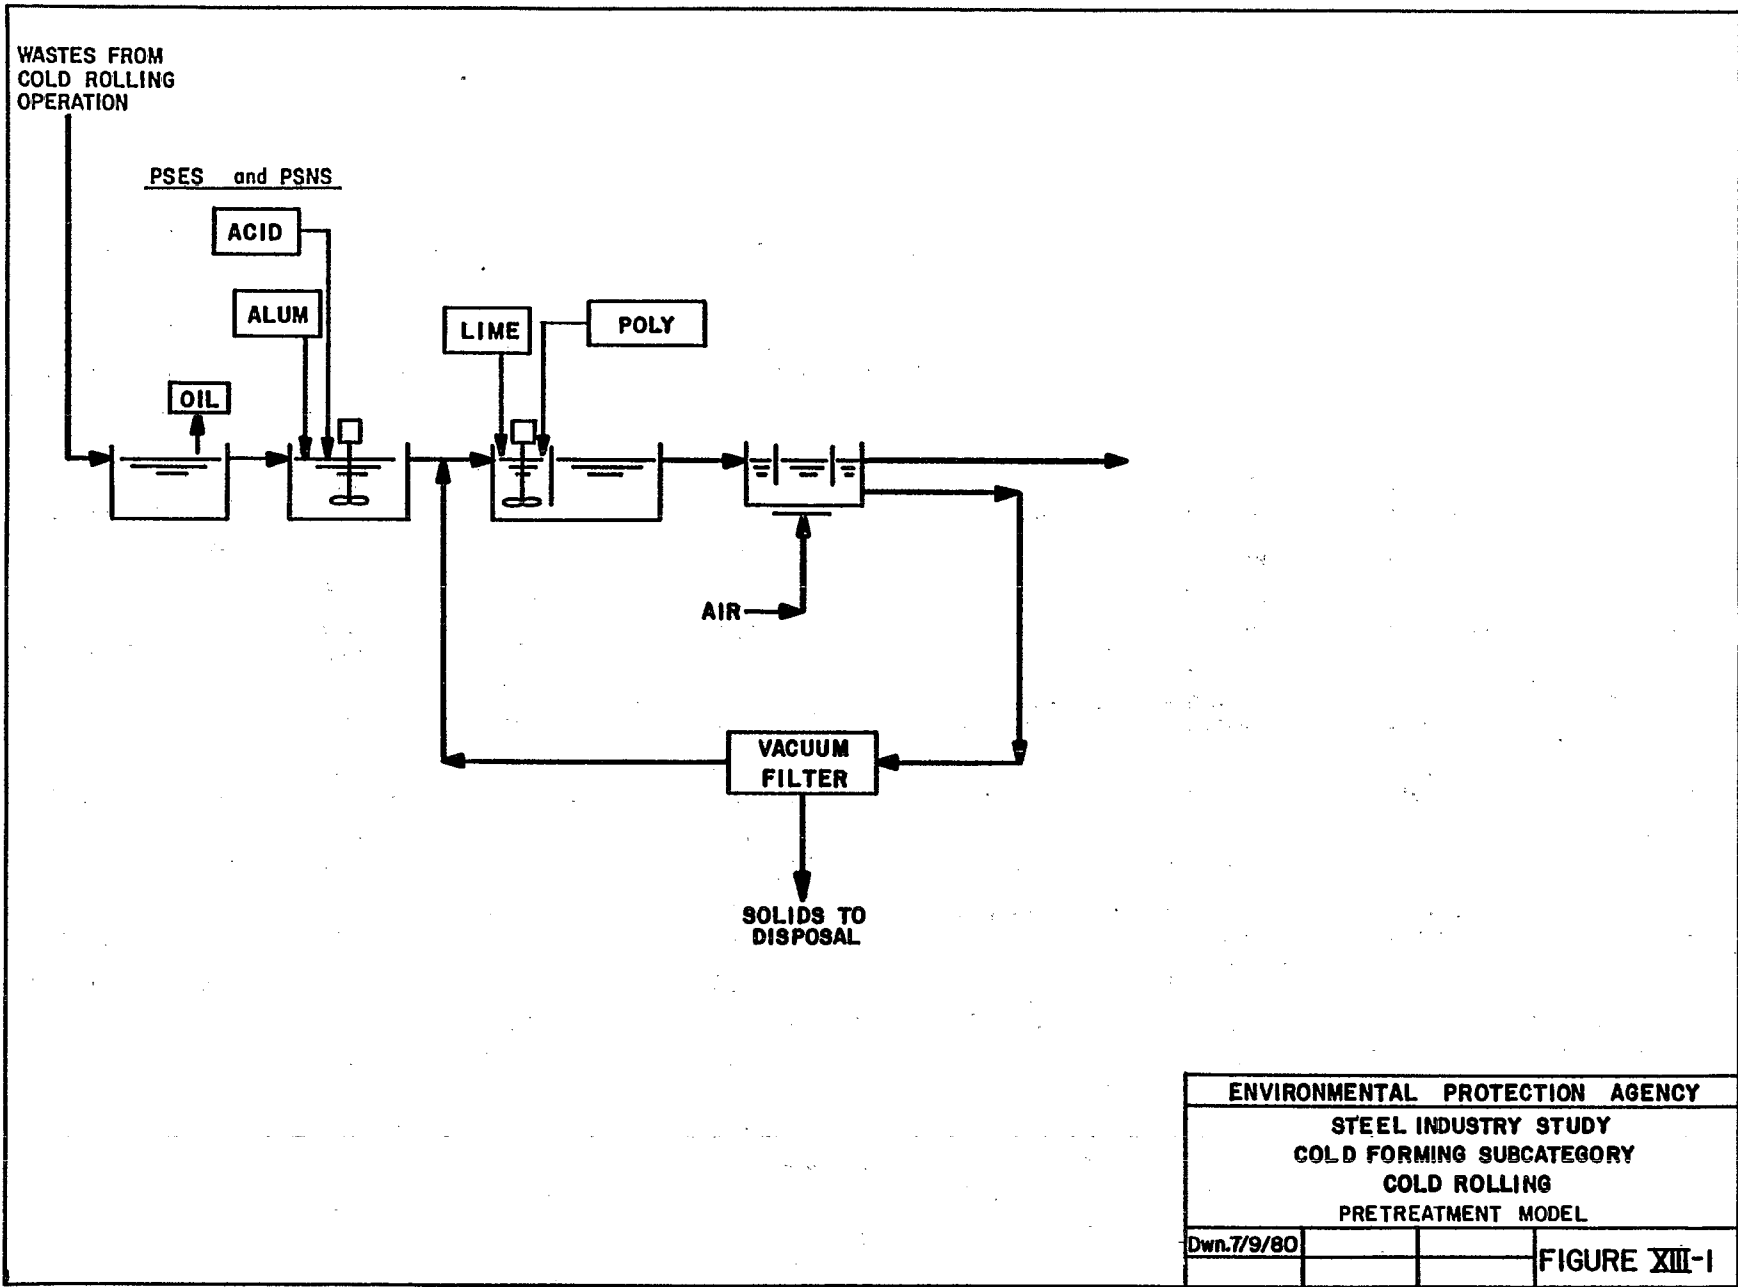 WASTES FROM
COLD ROLLING
OPERATION
PSES and PSNS
ACID
ALUM
LIME
POLY
OIL
AIR
VACUUM
FILTER
SOLIDS TO
DISPOSAL
ENVIRONMENTAL PROTECTION AGENCY
STEEL INDUSTRY STUDY
COLD FORMING SUBCATEGORY
COLD ROLLING
PRETREATMENT MODEL
Dwn.7/9/80
FIGURE XIII-1